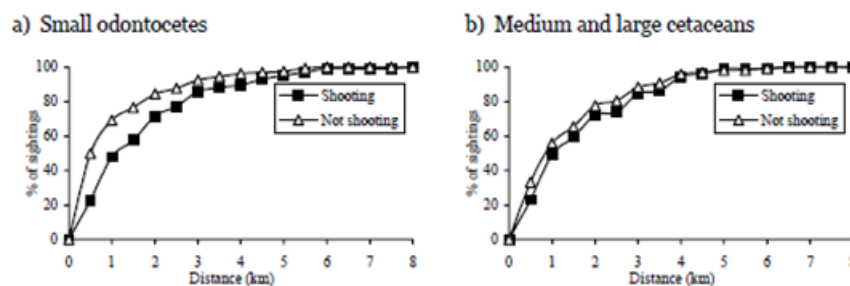 a) Small odontocetes
100
80
60
40
20
0
% of sightings
Shooting
Not shooting
0 1 2 3 4 5 6 7 8
Distance (km)
b) Medium and large cetaceans
100
80
60
40
20
0
% of sightings
Shooting
Not shooting
0 1 2 3 4 5 6 7 8
Distance (km)